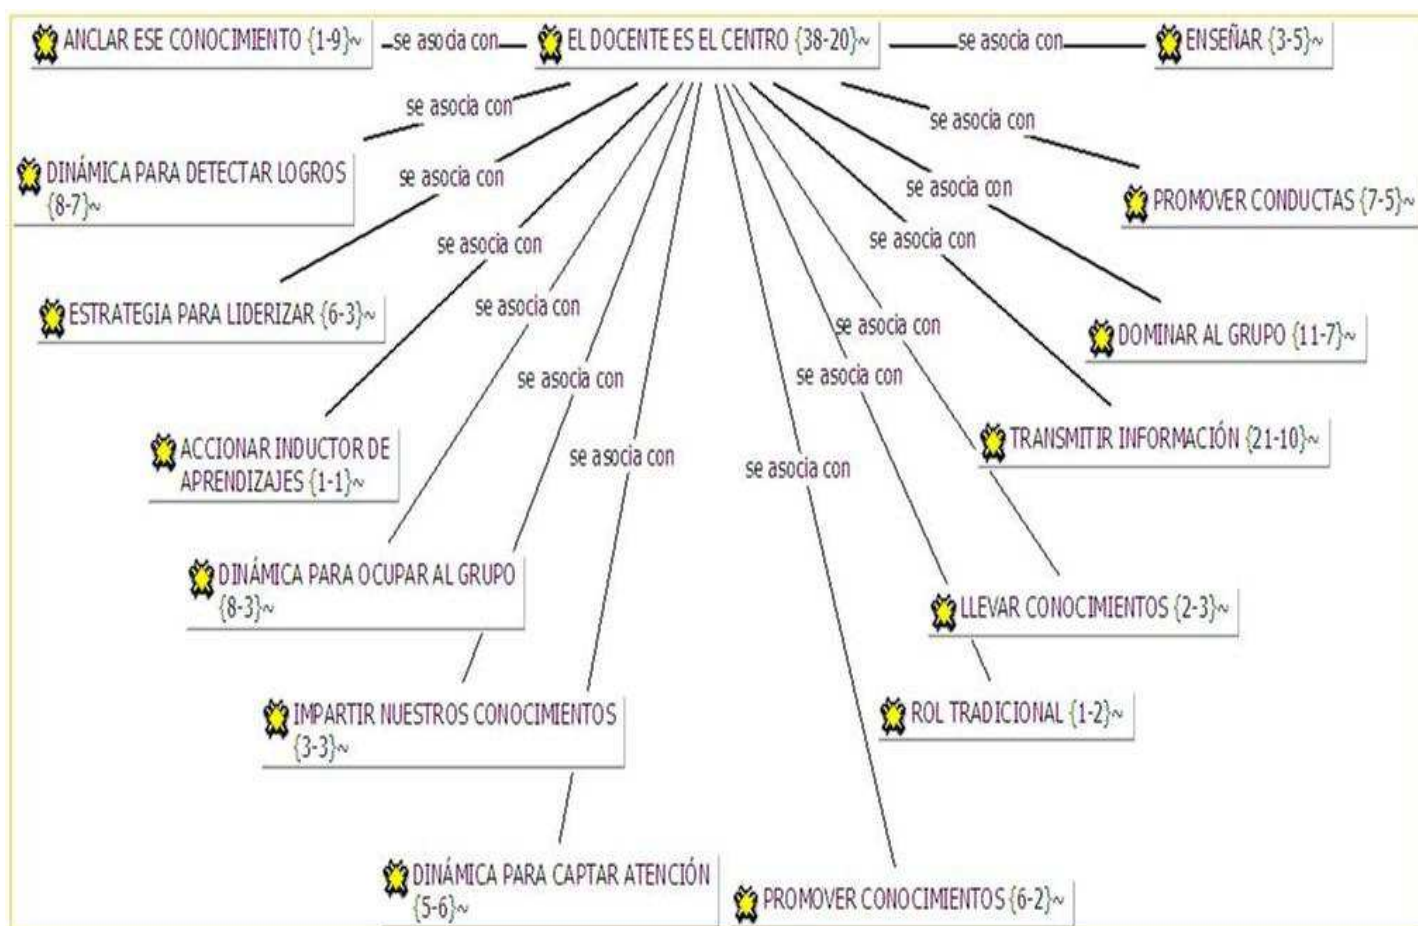 ANCLAR ESE CONOCIMIENTO {1-9}~
se asocia con
EL DOCENTE ES EL CENTRO {38-20}~
se asocia con
ENSEÑAR {3-5}~
se asocia con
se asocia con
DINÁMICA PARA DETECTAR LOGROS
{8-7}~
se asocia con
se asocia con
PROMOVER CONDUCTAS {7-5}~
se asocia con
se asocia con
ESTRATEGIA PARA LIDERIZAR {6-3}~
se asocia con
se asocia con
DOMINAR AL GRUPO {11-7}~
se asocia con
se asocia con
ACCIONAR INDUCTOR DE
APRENDIZAJES {1-1}~
se asocia con
se asocia con
TRANSMITIR INFORMACIÓN {21-10}~
DINÁMICA PARA OCUPAR AL GRUPO
{8-3}~
LLEVAR CONOCIMIENTOS {2-3}~
IMPARTIR NUESTROS CONOCIMIENTOS
{3-3}~
ROL TRADICIONAL {1-2}~
DINÁMICA PARA CAPTAR ATENCIÓN
{5-6}~
PROMOVER CONOCIMIENTOS {6-2}~